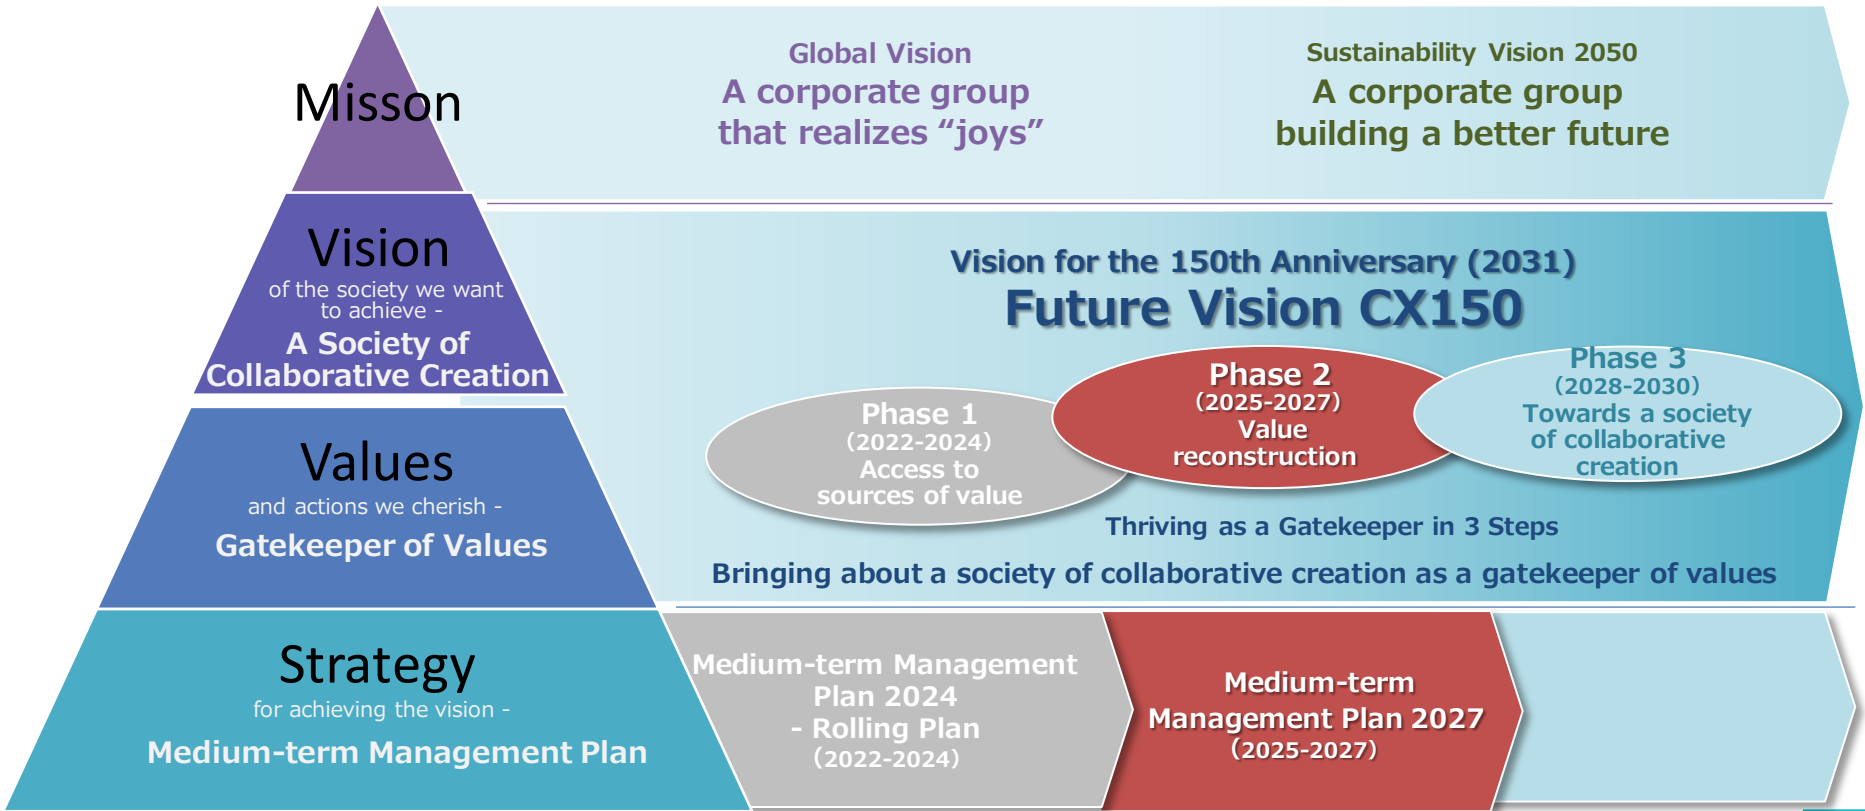 Misson
Global Vision
A corporate group
that realizes “joys”
Sustainability Vision 2050
A corporate group
building a better future
Vision
of the society we want
to achieve -
A Society of
Collaborative Creation
Vision for the 150th Anniversary (2031)
Future Vision CX150
Phase 1
(2022-2024)
Access to
sources of value
Phase 2
(2025-2027)
Value
reconstruction
Phase 3
(2028-2030)
Towards a society
of collaborative
creation
Values
and actions we cherish -
Gatekeeper of Values
Thriving as a Gatekeeper in 3 Steps
Bringing about a society of collaborative creation as a gatekeeper of values
Strategy
for achieving the vision -
Medium-term Management Plan
Medium-term Management
Plan 2024
- Rolling Plan
(2022-2024)
Medium-term
Management Plan 2027
(2025-2027)